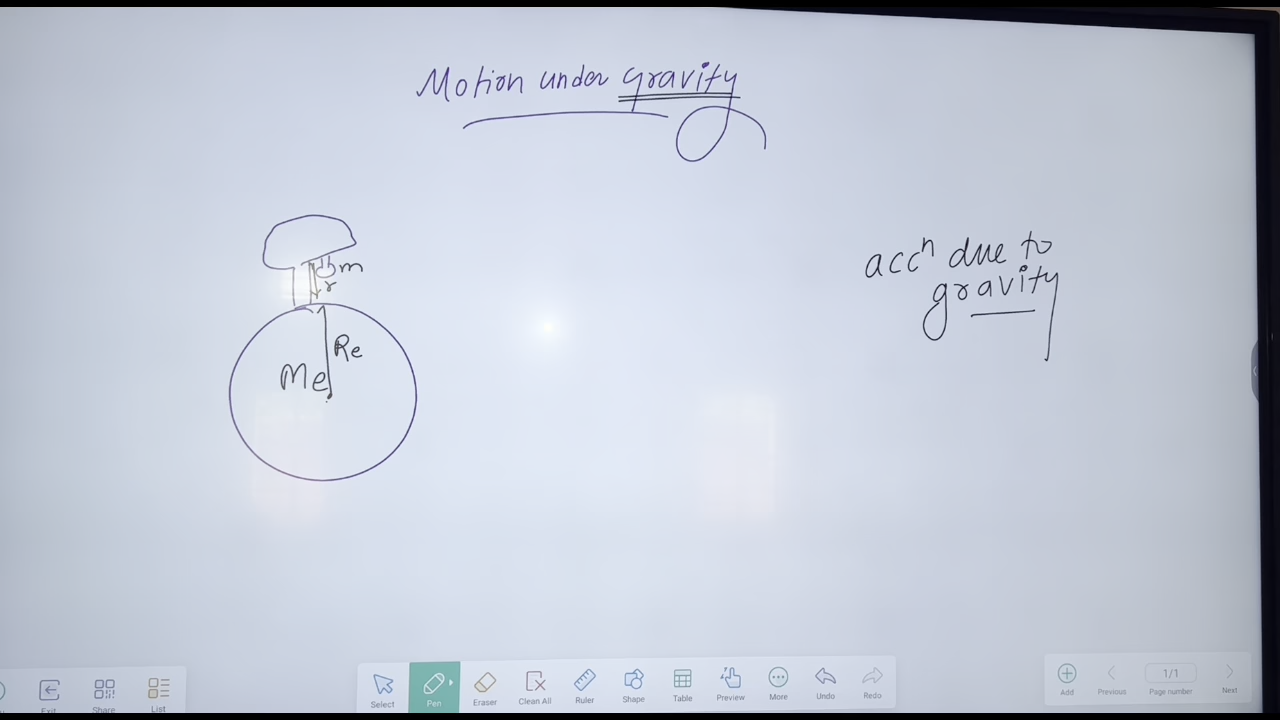 Motion under gravity
m
r
Re
Me
accⁿ due to
gravity
Exit
Share
List
Select
Pen
Eraser
Clean All
Ruler
Shape
Table
Preview
More
Undo
Redo
Add
Previous
1/1
Page number
Next